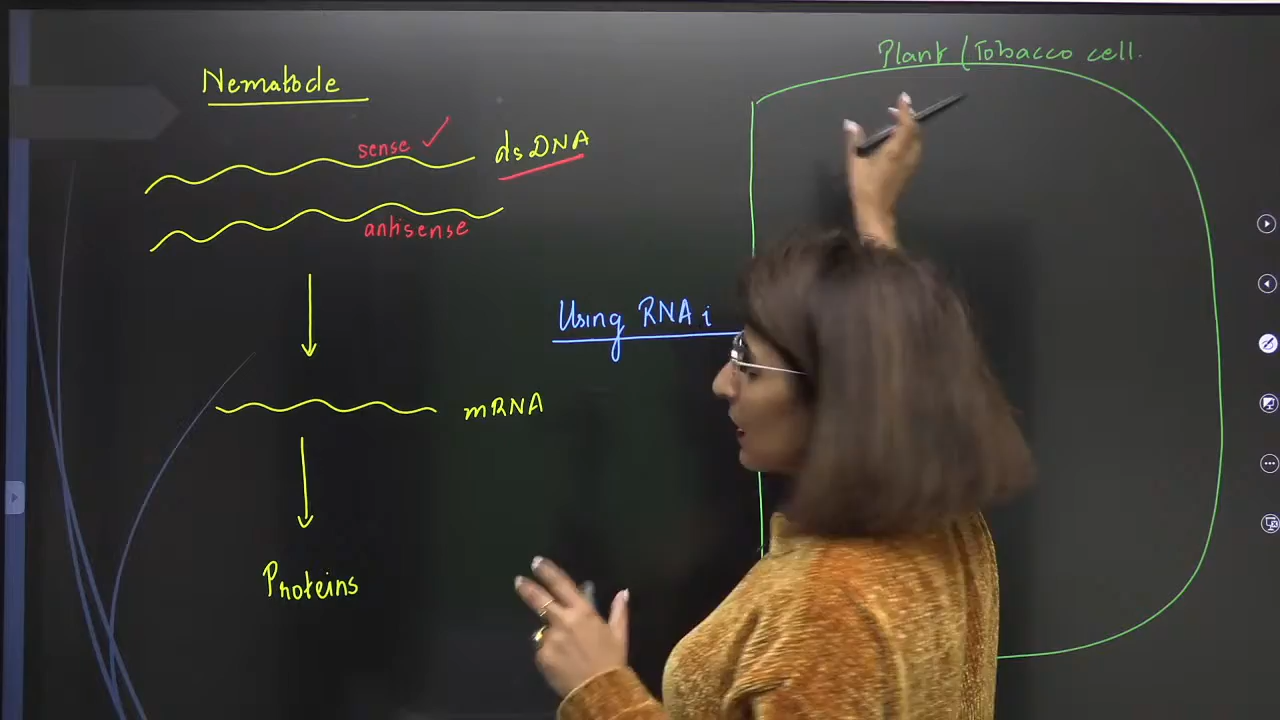 Nematode
sense ✓
dsDNA
antisense
mRNA
Proteins
Using RNA i
Plant (Tobacco cell.